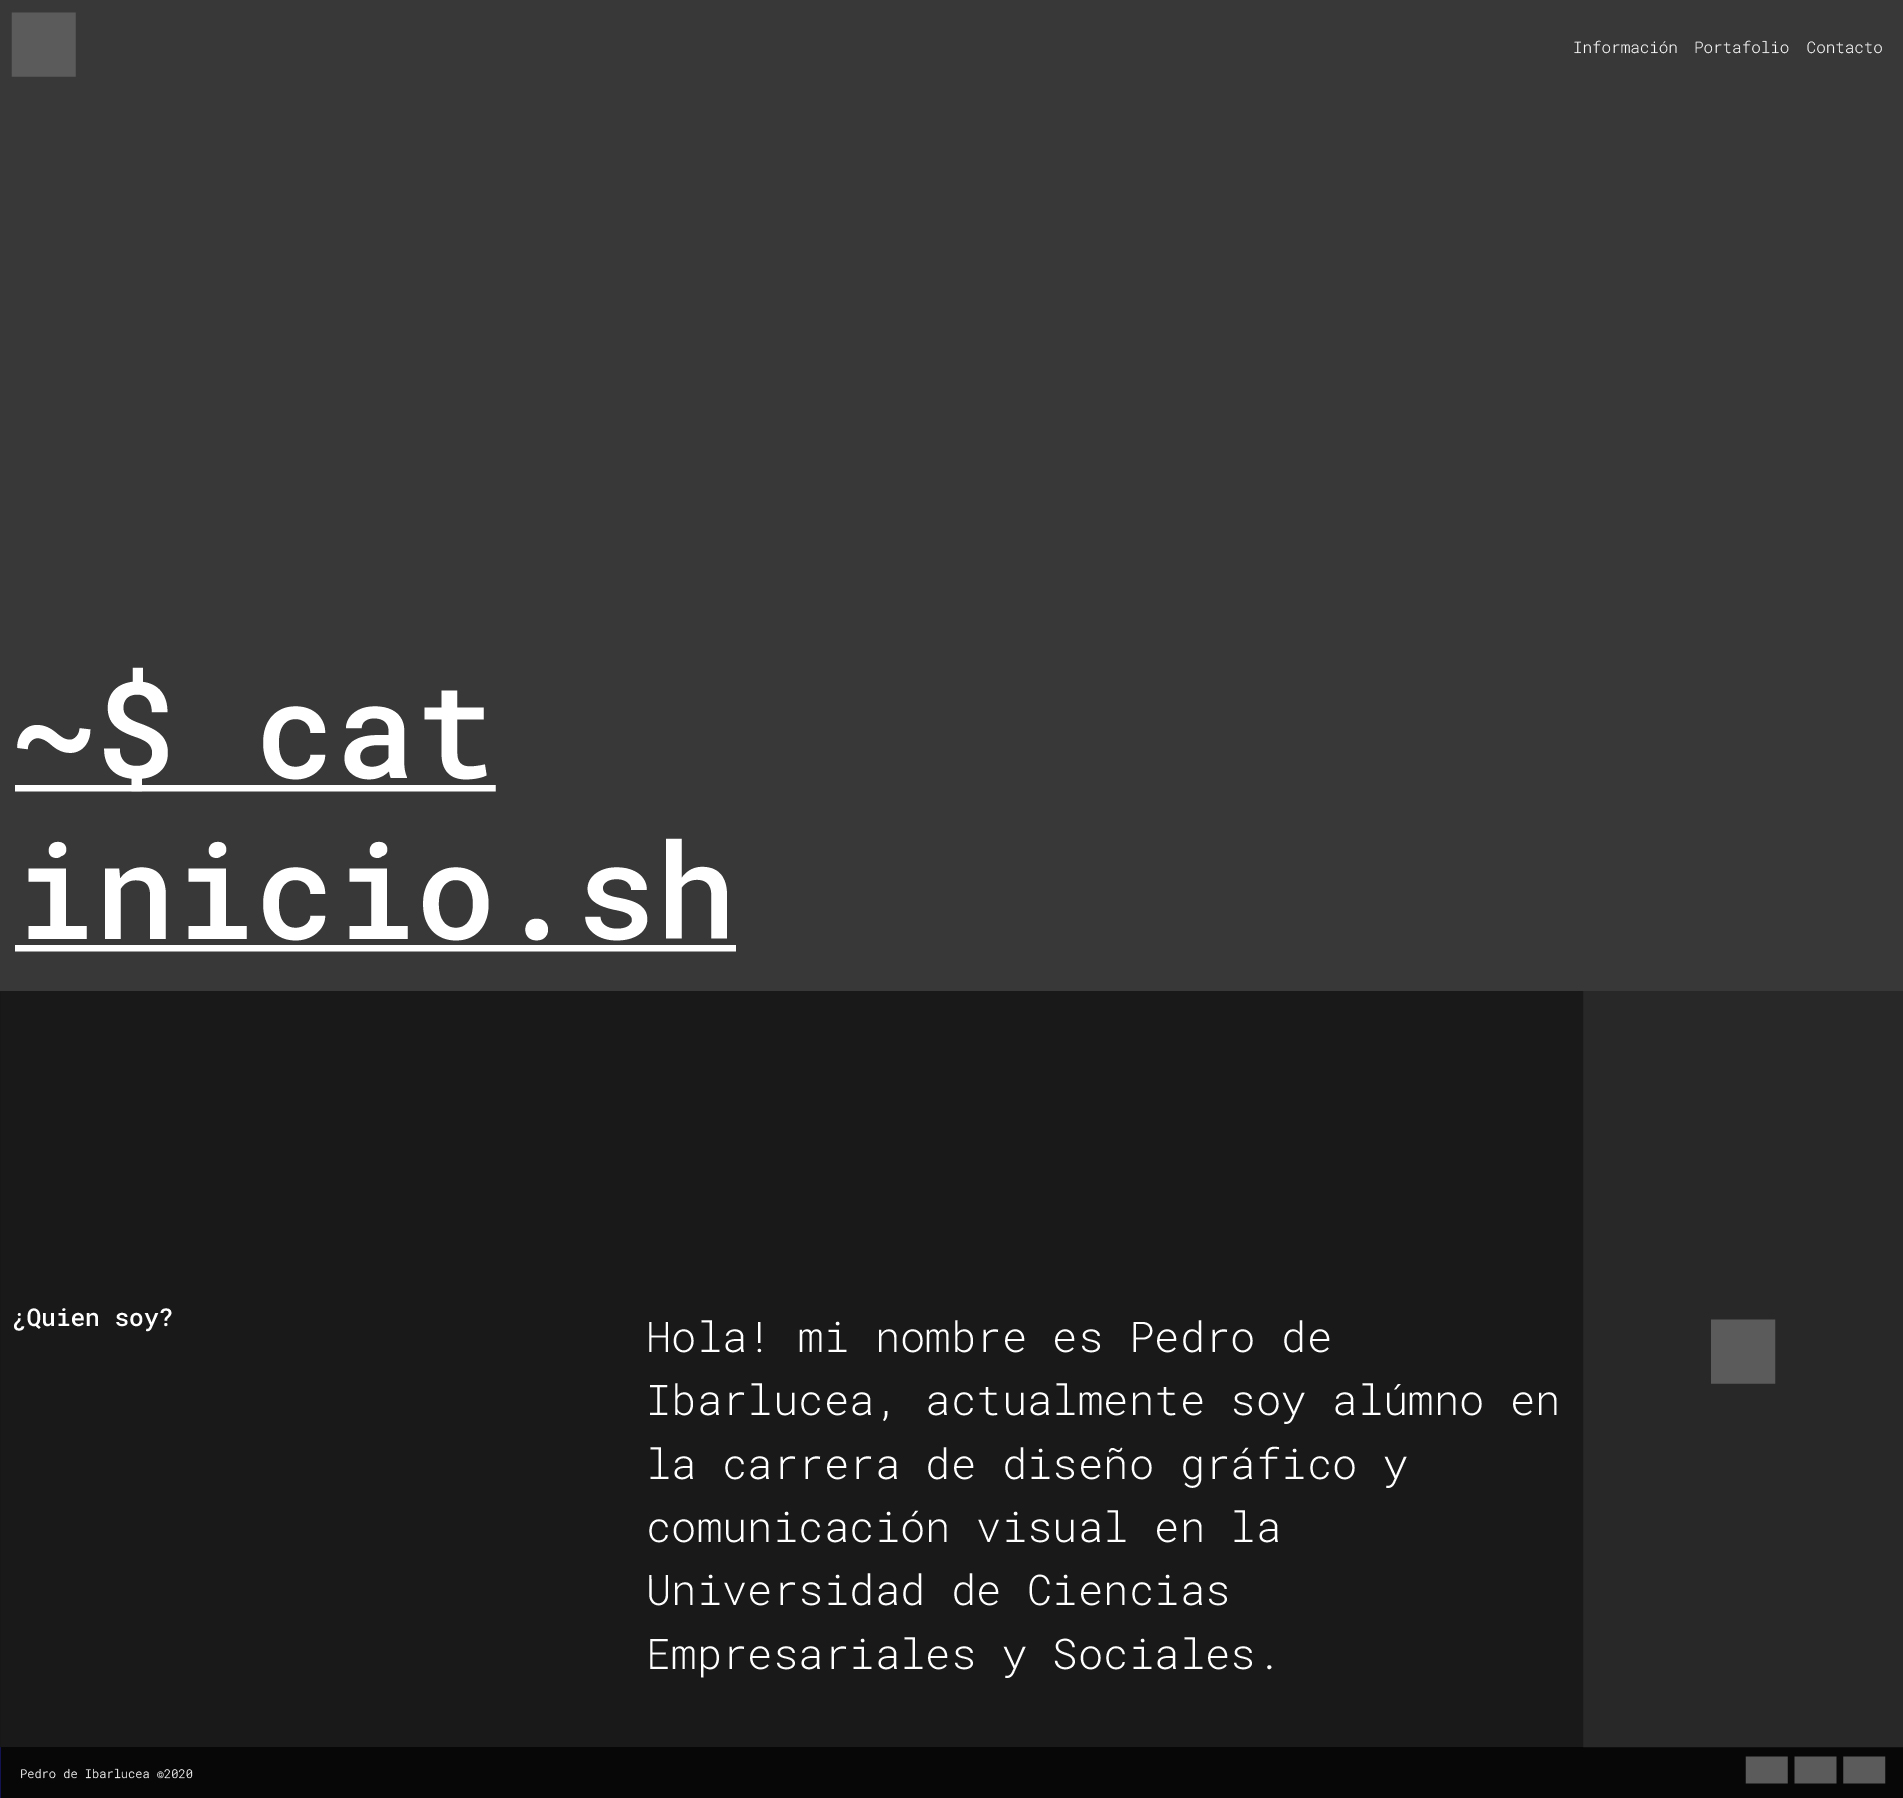 Información Portafolio Contacto
~$ cat
inicio.sh
¿Quien soy?
Hola! mi nombre es Pedro de
Ibarlucea, actualmente soy alúmno en
la carrera de diseño gráfico y
comunicación visual en la
Universidad de Ciencias
Empresariales y Sociales.
Pedro de Ibarlucea ©2020